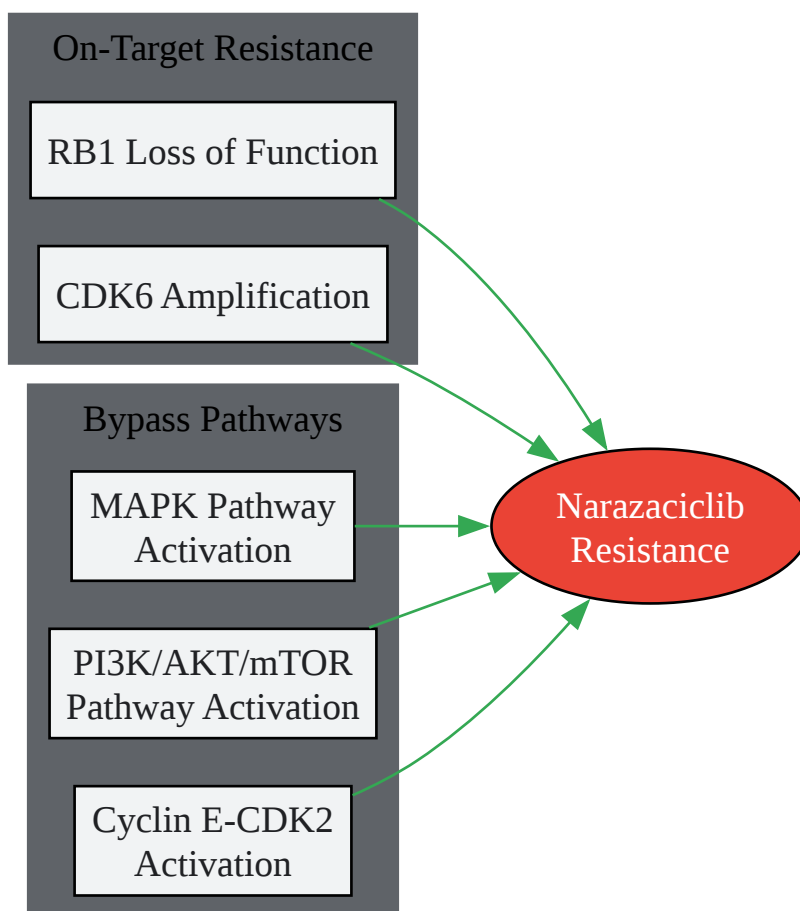 On-Target Resistance
RB1 Loss of Function
CDK6 Amplification
Bypass Pathways
MAPK Pathway
Activation
PI3K/AKT/mTOR
Pathway Activation
Cyclin E-CDK2
Activation
Narazaciclib
Resistance